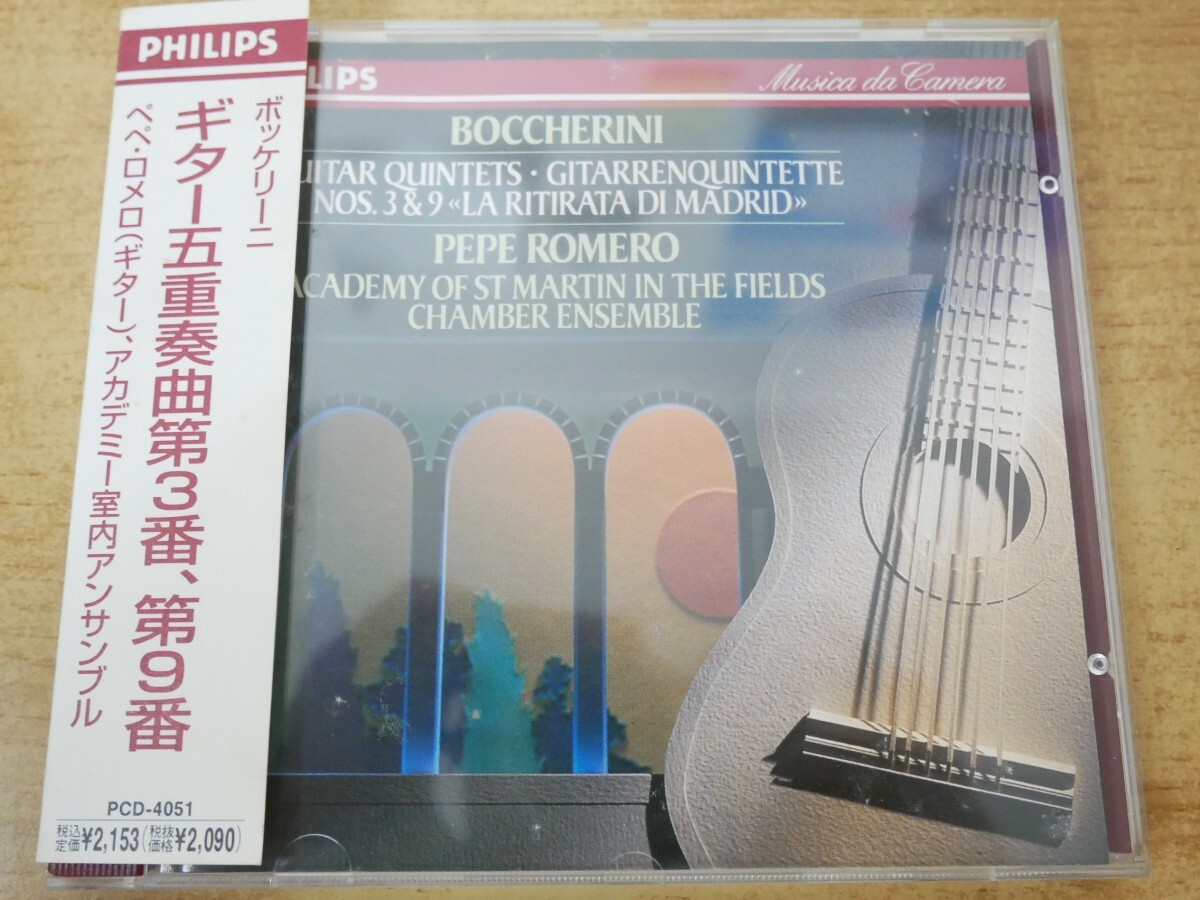 PHILIPS
ボッケリーニ
ギター五重奏曲第3番、第9番
ペペ・ロメロ(ギター)、アカデミー室内アンサンブル
PCD-4051
税込定価¥2,153(税抜価格¥2,090)
LIPS
Musica da Camera
BOCCHERINI
UITAR QUINTETS · GITARRENQUINTETTE
NOS. 3 & 9 «LA RITIRATA DI MADRID»
PEPE ROMERO
ACADEMY OF ST MARTIN IN THE FIELDS
CHAMBER ENSEMBLE